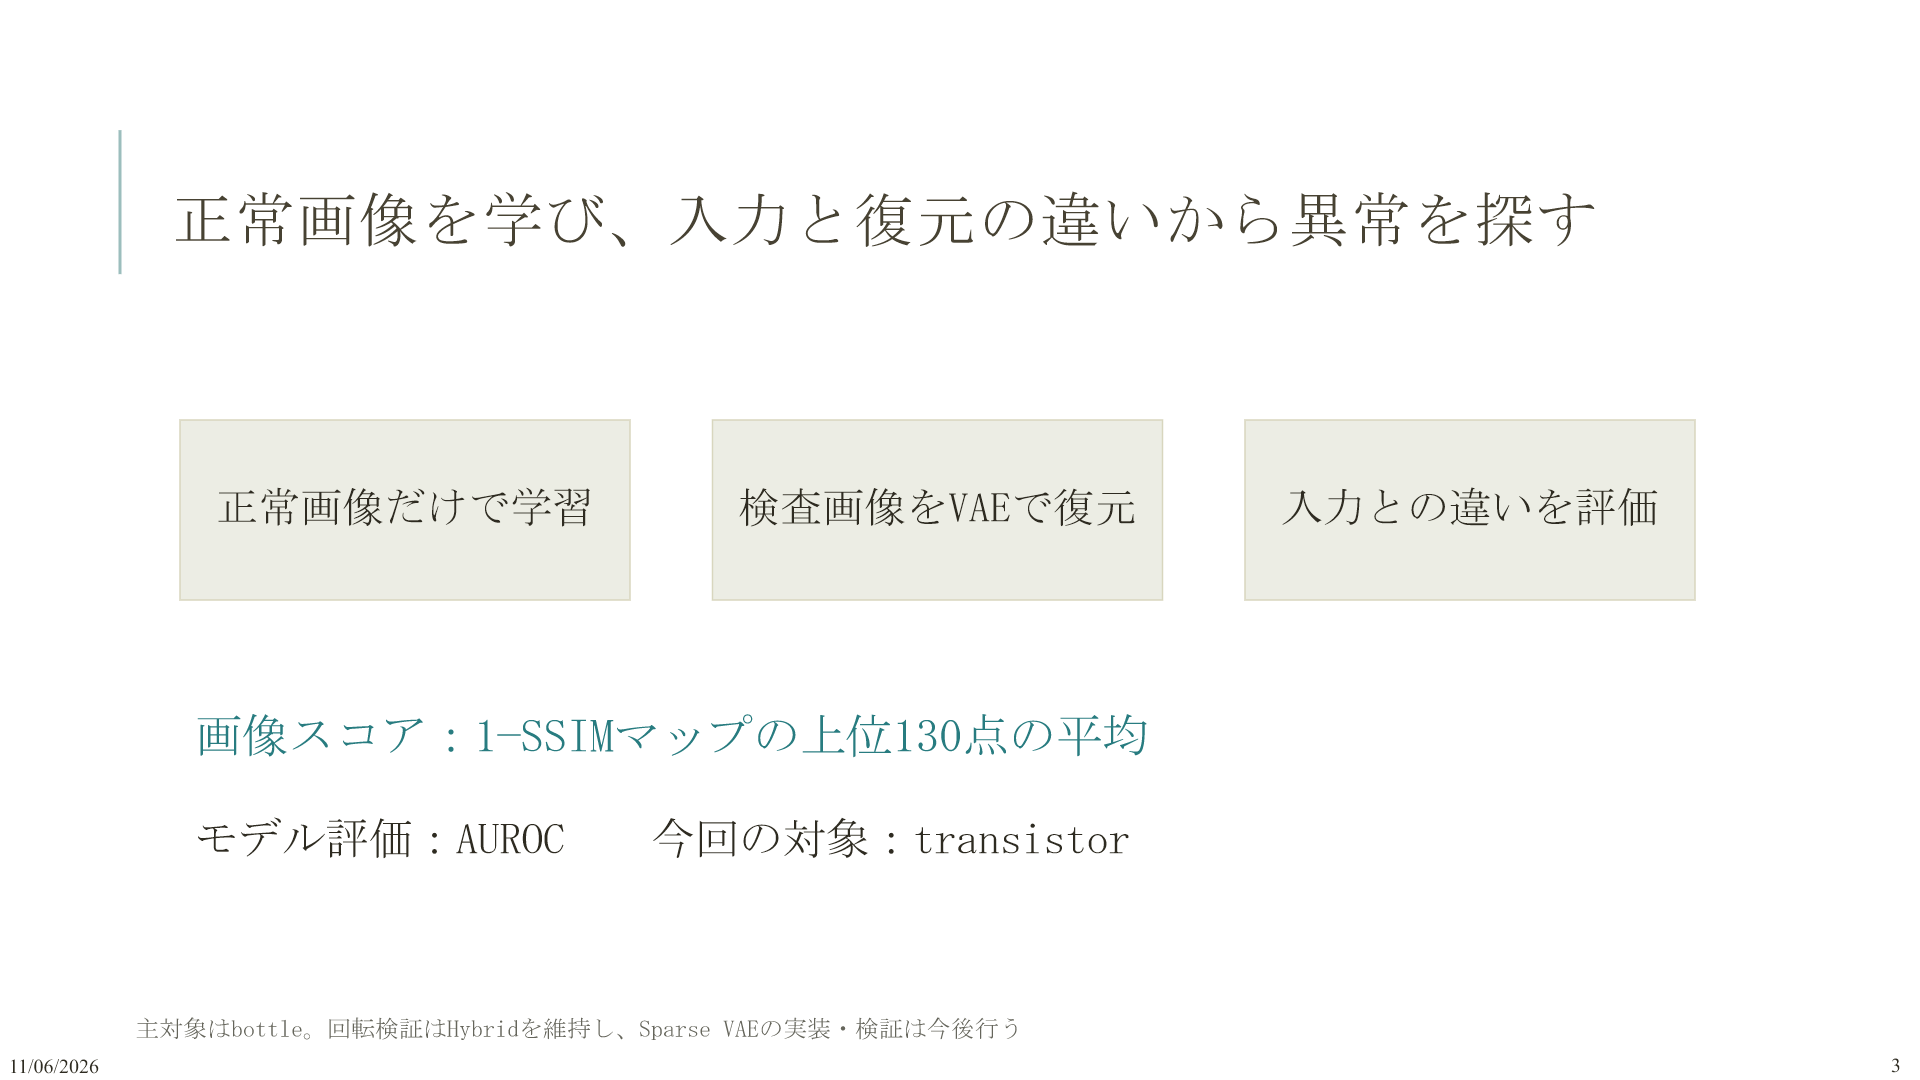 正常画像を学び、入力と復元の違いから異常を探す
正常画像だけで学習
検査画像をVAEで復元
入力との違いを評価
画像スコア：1−SSIMマップの上位130点の平均
モデル評価：AUROC　　今回の対象：transistor
主対象はbottle。回転検証はHybridを維持し、Sparse VAEの実装・検証は今後行う
11/06/2026
3